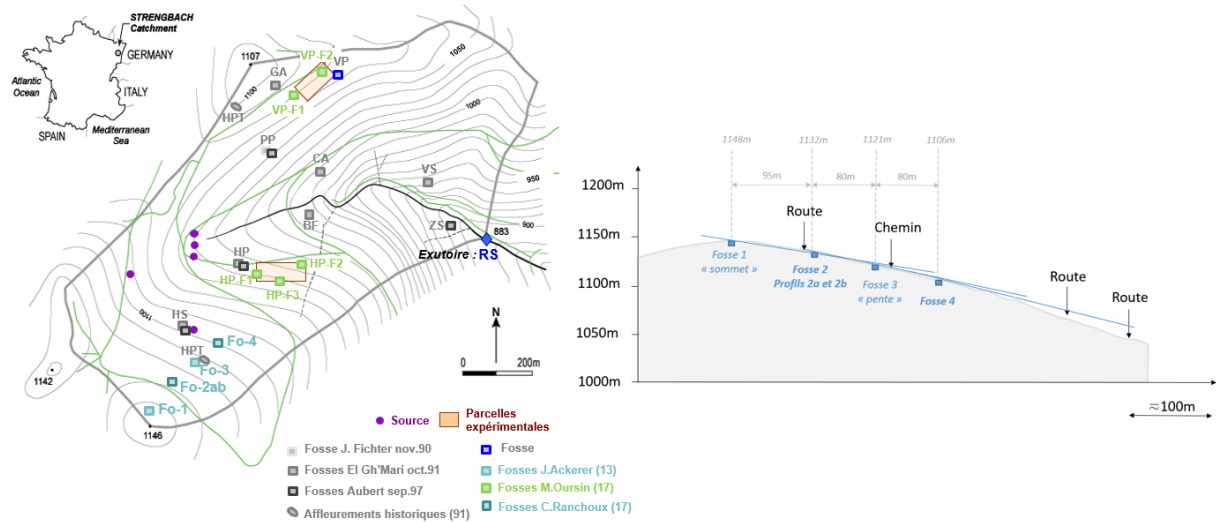 STRENGBACH
Catchment
GERMANY
Atlantic
Ocean
ITALY
SPAIN
Mediterranean
Sea
1107
1100
GA
VP-F2
VP
VP-F1
HPT
1050
1000
950
900
PP
CA
VS
BF
ZS
883
Exutoire : RS
HP
HP-F2
HP-F1
HP-F3
1100
HS
Fo-4
HPT
Fo-3
Fo-2ab
Fo-1
1142
1146
N
0 200m
Source
Parcelles
expérimentales
Fosse J. Fichter nov.90
Fosse
Fosses El Gh'Mari oct.91
Fosses J.Ackerer (13)
Fosses Aubert sep.97
Fosses M.Oursin (17)
Affleurements historiques (91)
Fosses C.Ranchoux (17)
1148m 1132m 1121m 1106m
95m 80m 80m
1200m
1150m
1100m
1050m
1000m
Route
Chemin
Route
Route
Fosse 1
« sommet »
Fosse 2
Profils 2a et 2b
Fosse 3
« pente »
Fosse 4
≈100m